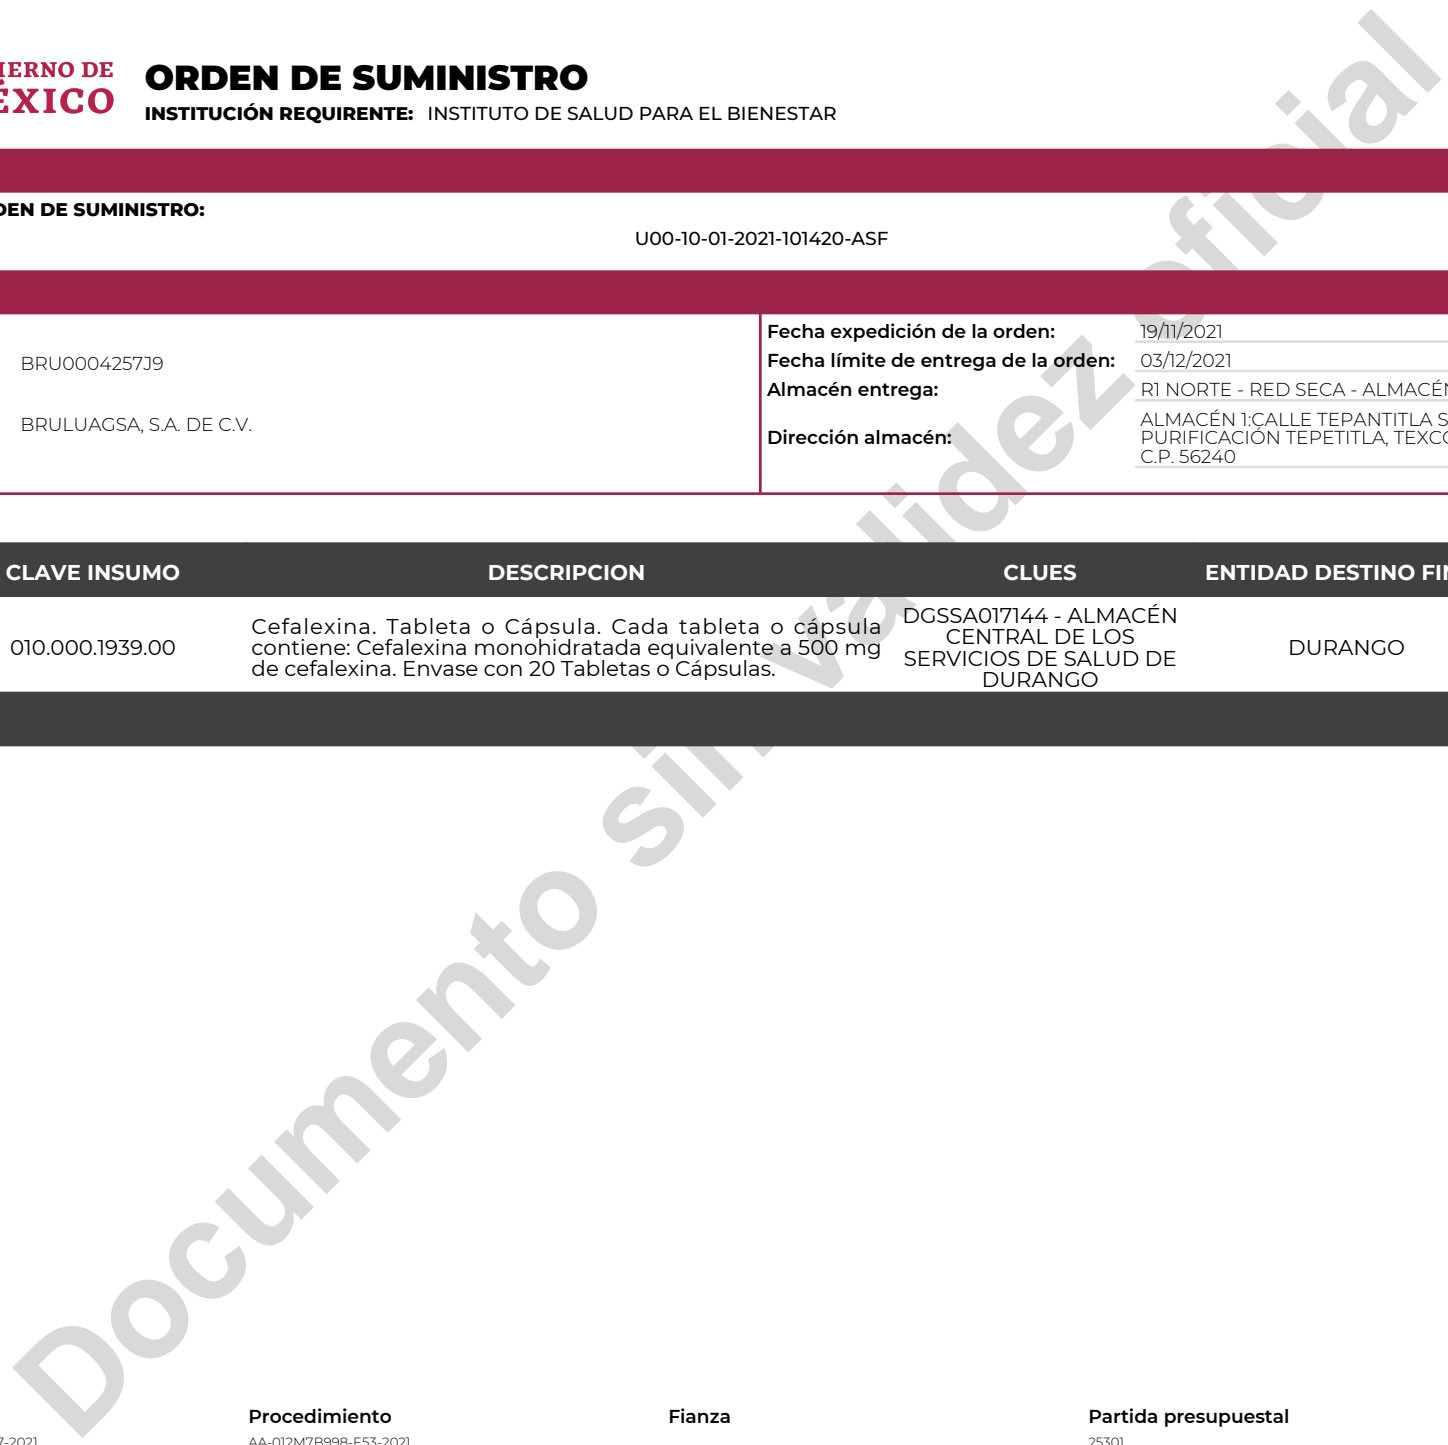 ORDEN DE SUMINISTRO
INSTITUCIÓN REQUIRENTE: INSTITUTO DE SALUD PARA EL BIENESTAR
DE
DE SUMINISTRO:
U00-10-01-2021-101420-ASF
BRU0004257J9
BRULUAGSA, S.A. DE C.V.
Fecha expedición de la orden: 19/11/2021
Fecha límite de entrega de la orden: 03/12/2021
Almacén entrega: R1 NORTE - RED SECA - ALMACÉN
Dirección almacén: ALMACÉN 1:CALLE TEPANTITLA
PURIFICACIÓN TEPETITLA,
C.P. 56240
CLAVE INSUMO DESCRIPCION CLUES ENTIDAD DESTINO
010.000.1939.00
Cefalexina. Tableta o Cápsula. Cada tableta o cápsula
contiene: Cefalexina monohidratada equivalente a 500 mg
de cefalexina. Envase con 20 Tabletas o Cápsulas.
DGSSA017144 - ALMACÉN
CENTRAL DE LOS
SERVICIOS DE SALUD DE
DURANGO
DURANGO
Documento sin validez oficial
Procedimiento Fianza Partida presupuestal
AA-012M7B998-E53-2021 25301